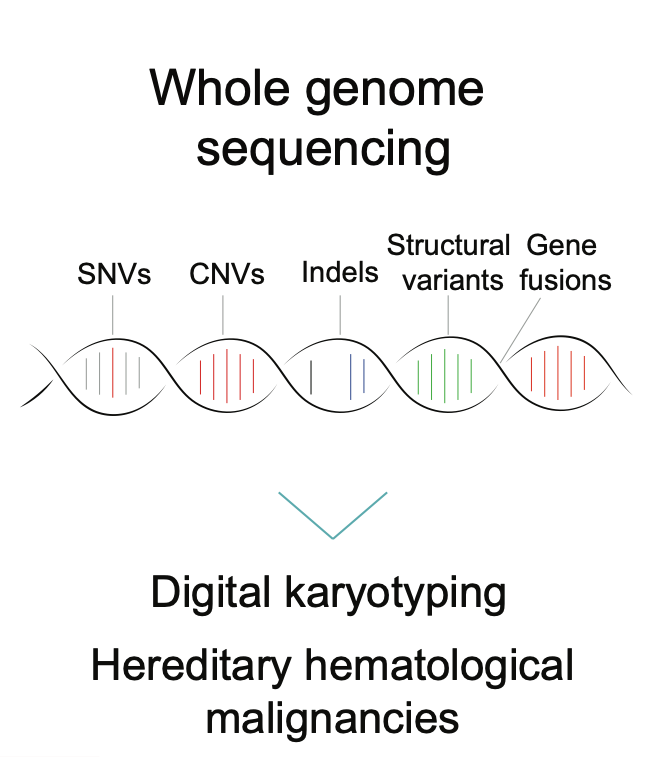 Whole genome
sequencing
SNVs
CNVs
Indels
Structural
variants
Gene
fusions
Digital karyotyping
Hereditary hematological
malignancies